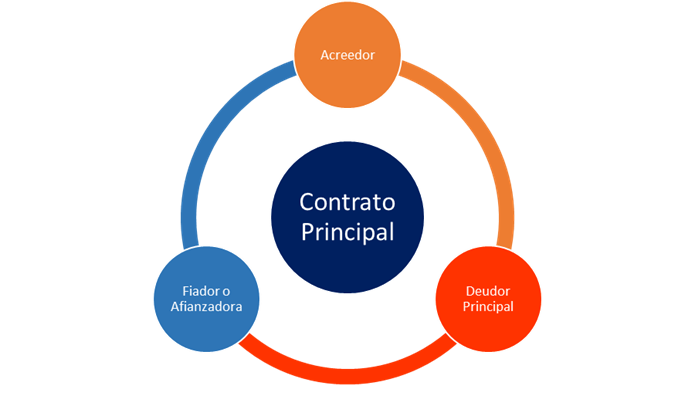 Acreedor
Contrato
Principal
Fiador o
Afianzadora
Deudor
Principal